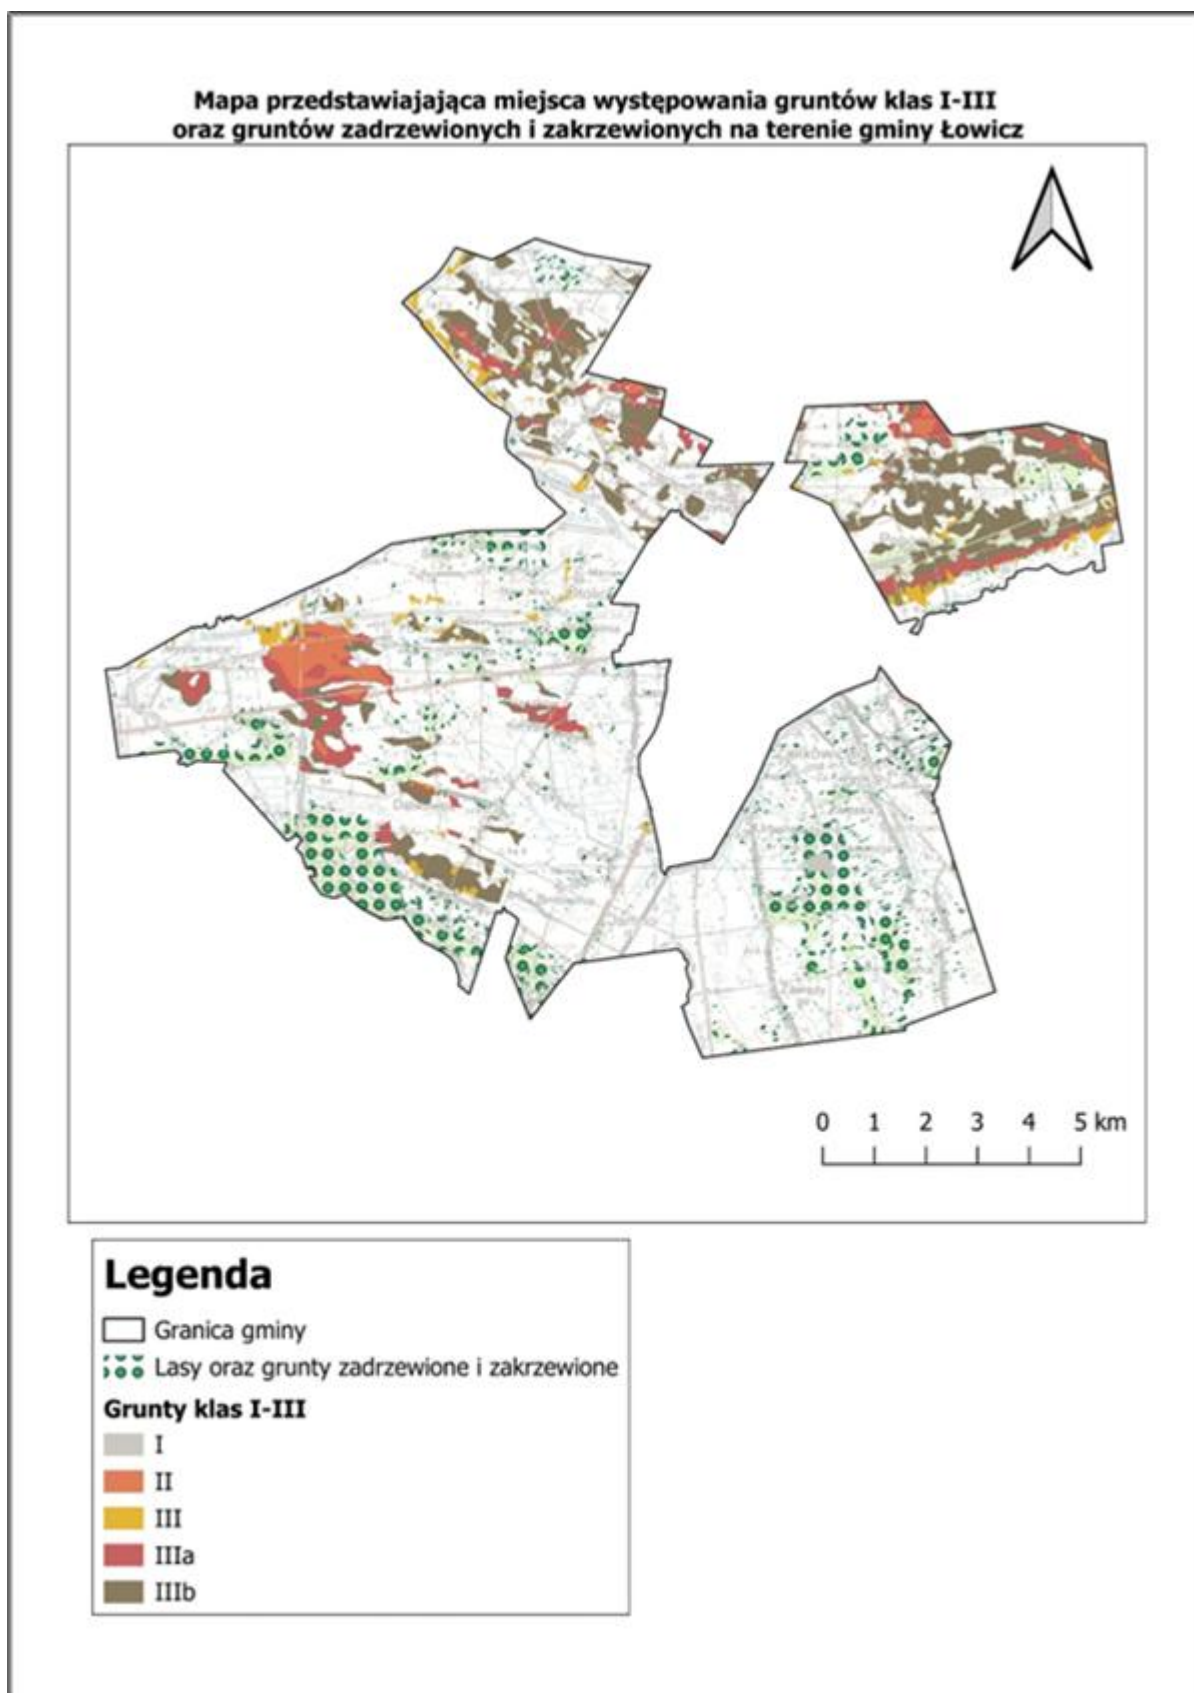 Mapa przedstawiajająca miejsca występowania gruntów klas I-III
oraz gruntów zadrzewionych i zakrzewionych na terenie gminy Łowicz
0 1 2 3 4 5 km
Legenda
Granica gminy
Lasy oraz grunty zadrzewione i zakrzewione
Grunty klas I-III
I
II
III
IIIa
IIIb